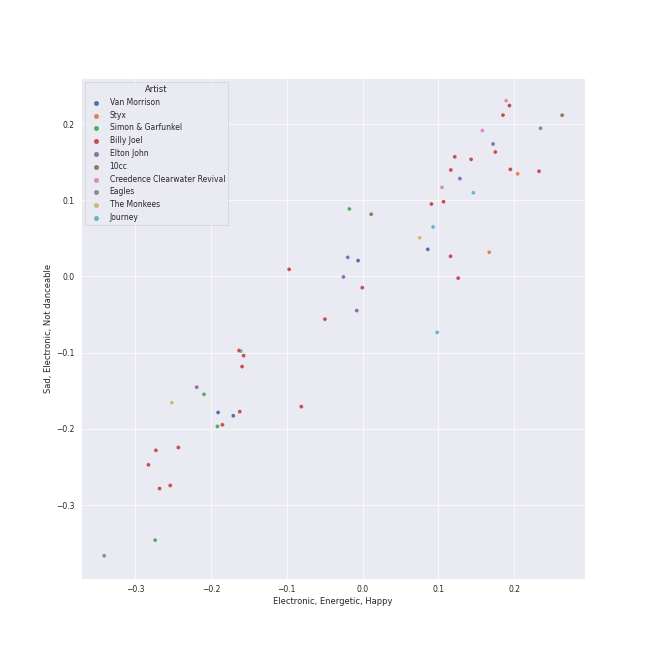 Artist
Van Morrison
Styx
Simon & Garfunkel
Billy Joel
Elton John
10cc
Creedence Clearwater Revival
Eagles
The Monkees
Journey
0.2
0.1
0.0
−0.1
−0.2
−0.3
Sad, Electronic, Not danceable
−0.3 −0.2 −0.1 0.0 0.1 0.2
Electronic, Energetic, Happy